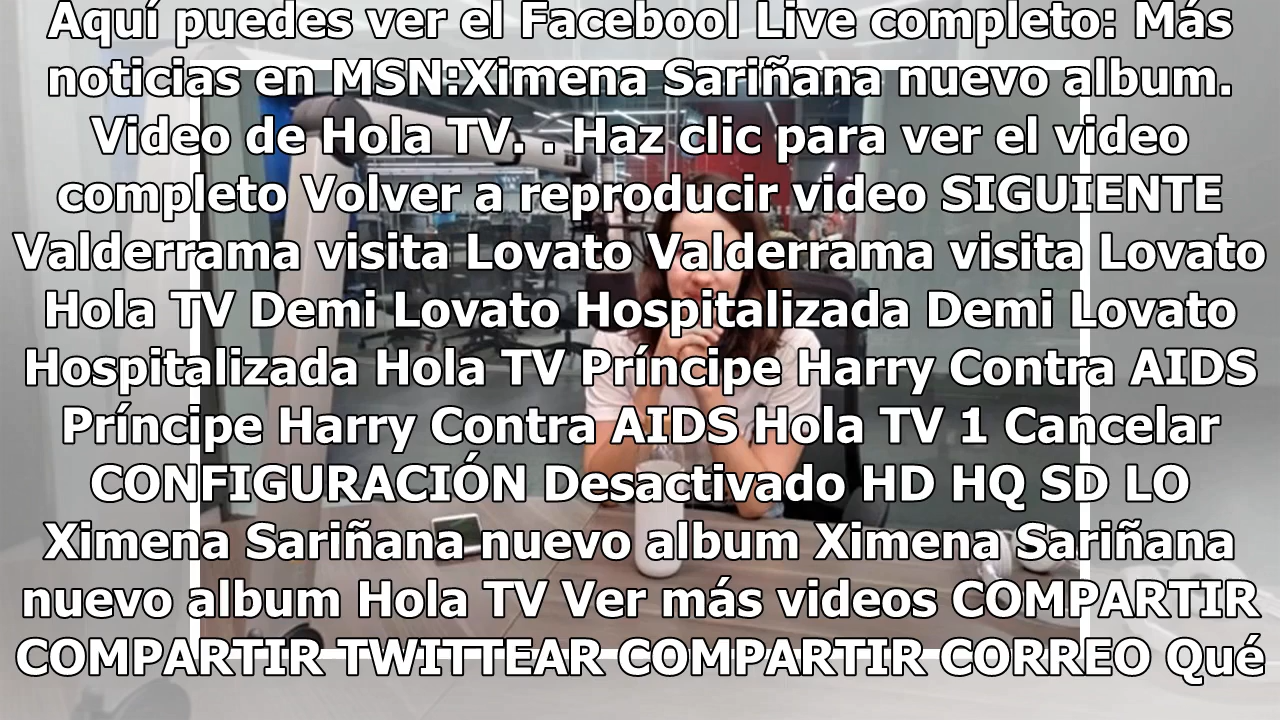 Aquí puedes ver el Facebool Live completo: Más
noticias en MSN:Ximena Sariñana nuevo album.
Video de Hola TV. . Haz clic para ver el video
completo Volver a reproducir video SIGUIENTE
Valderrama visita Lovato Valderrama visita Lovato
Hola TV Demi Lovato Hospitalizada Demi Lovato
Hospitalizada Hola TV Príncipe Harry Contra AIDS
Príncipe Harry Contra AIDS Hola TV 1 Cancelar
CONFIGURACIÓN Desactivado HD HQ SD LO
Ximena Sariñana nuevo album Ximena Sariñana
nuevo album Hola TV Ver más videos COMPARTIR
COMPARTIR TWITTEAR COMPARTIR CORREO Qué